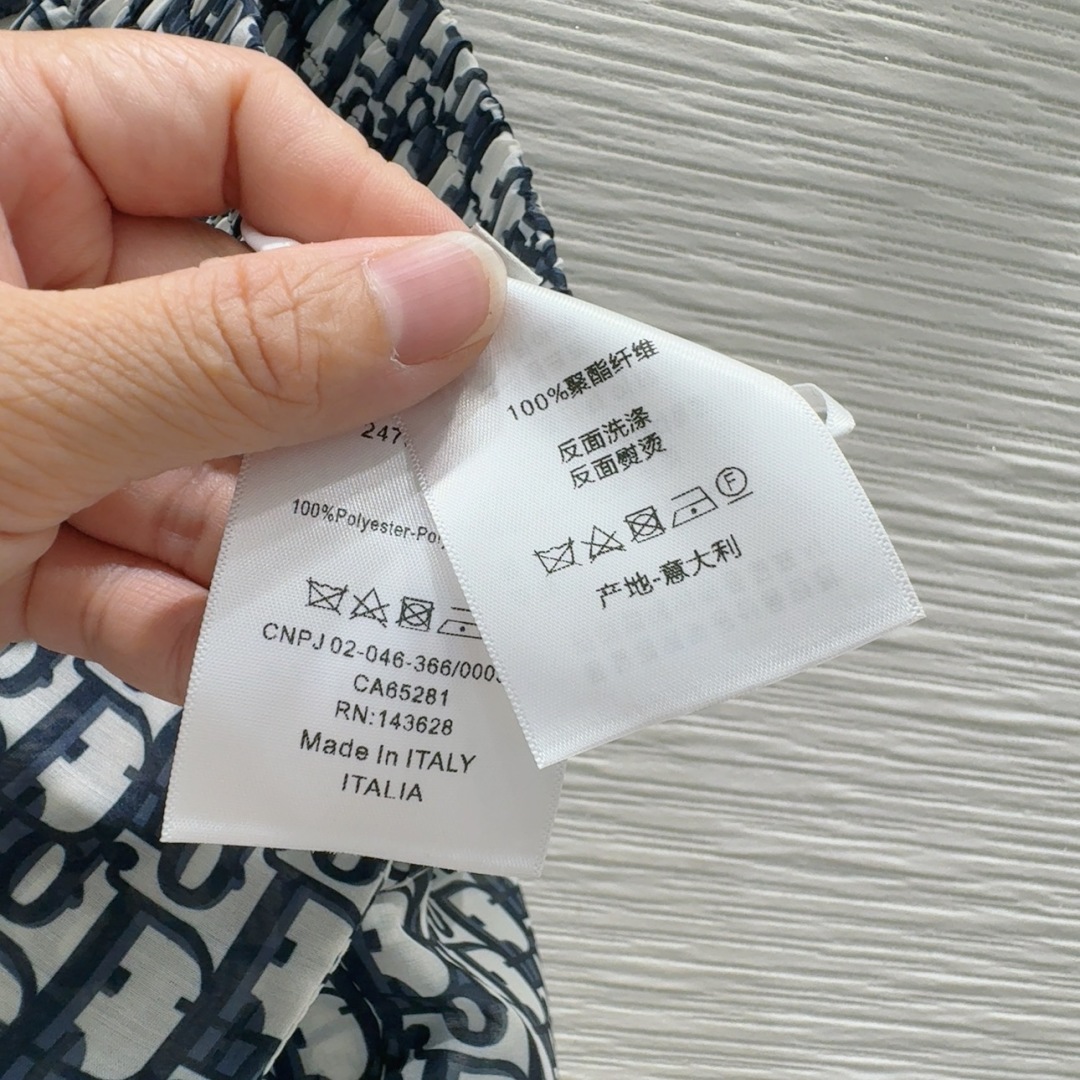 247
100%Polyester-Po
CNPJ 02-046-366/000
CA65281
RN:143628
Made In ITALY
ITALIA
100%聚酯纤维
反面洗涤
反面熨烫
F
产地-意大利